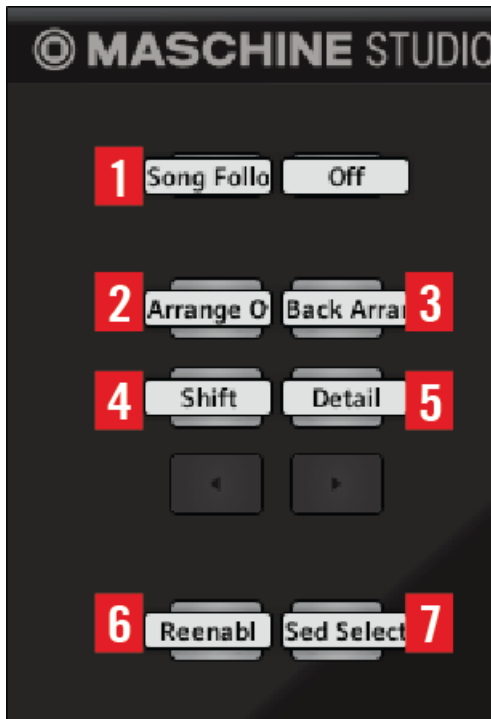 MASCHINE STUDIO
1 Song Follo Off
2 Arrange O Back Arra 3
4 Shift Detail 5
6 Reenabl Sed Select 7